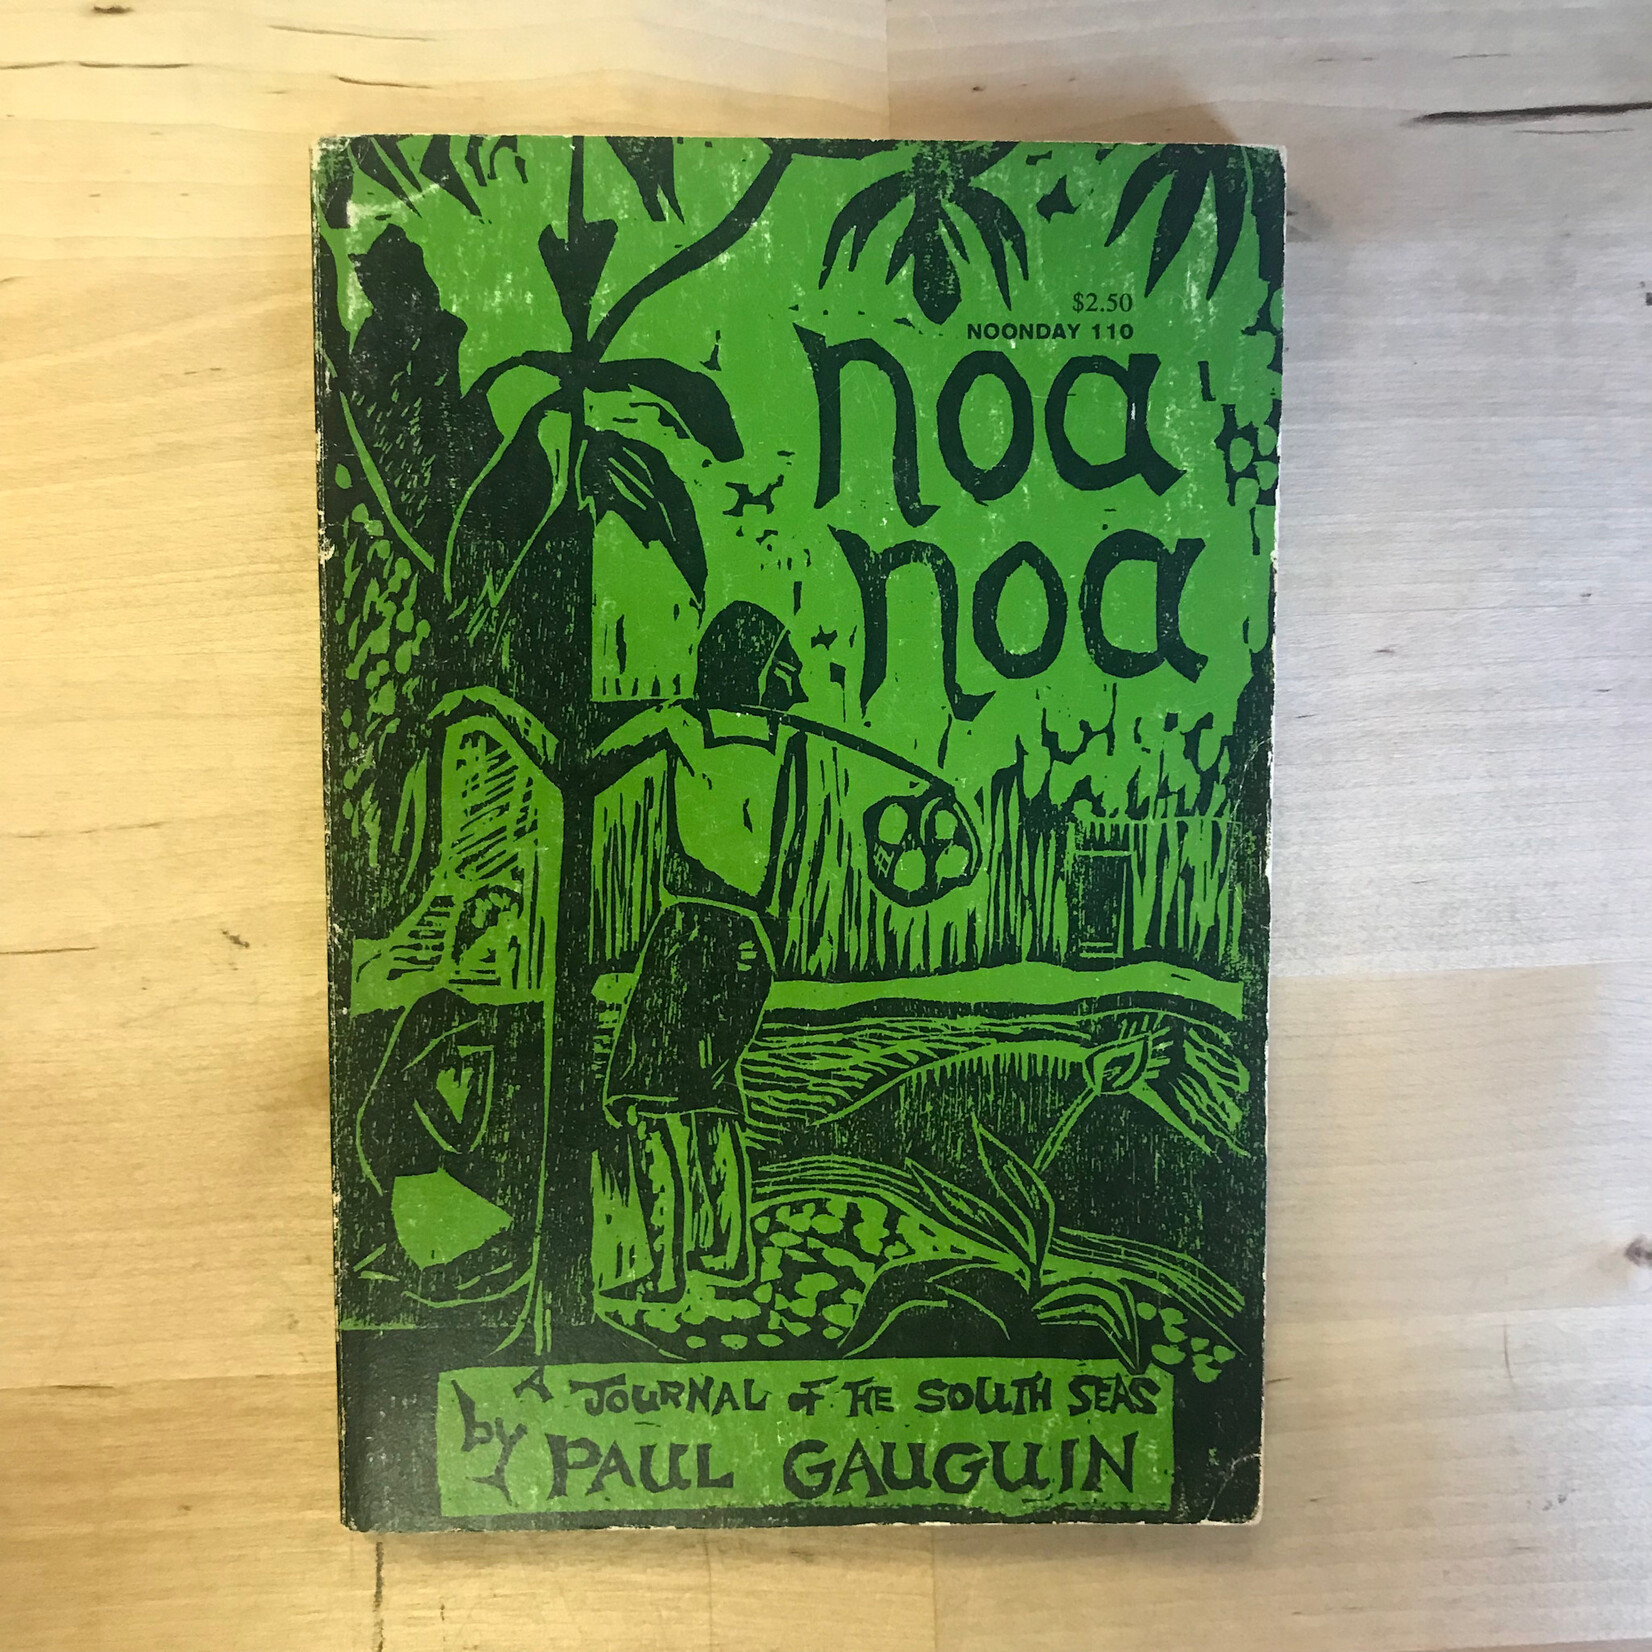 $2.50
NOONDAY 110
noa
noa
A JOURNAL OF THE SOUTH SEAS
by PAUL GAUGUIN